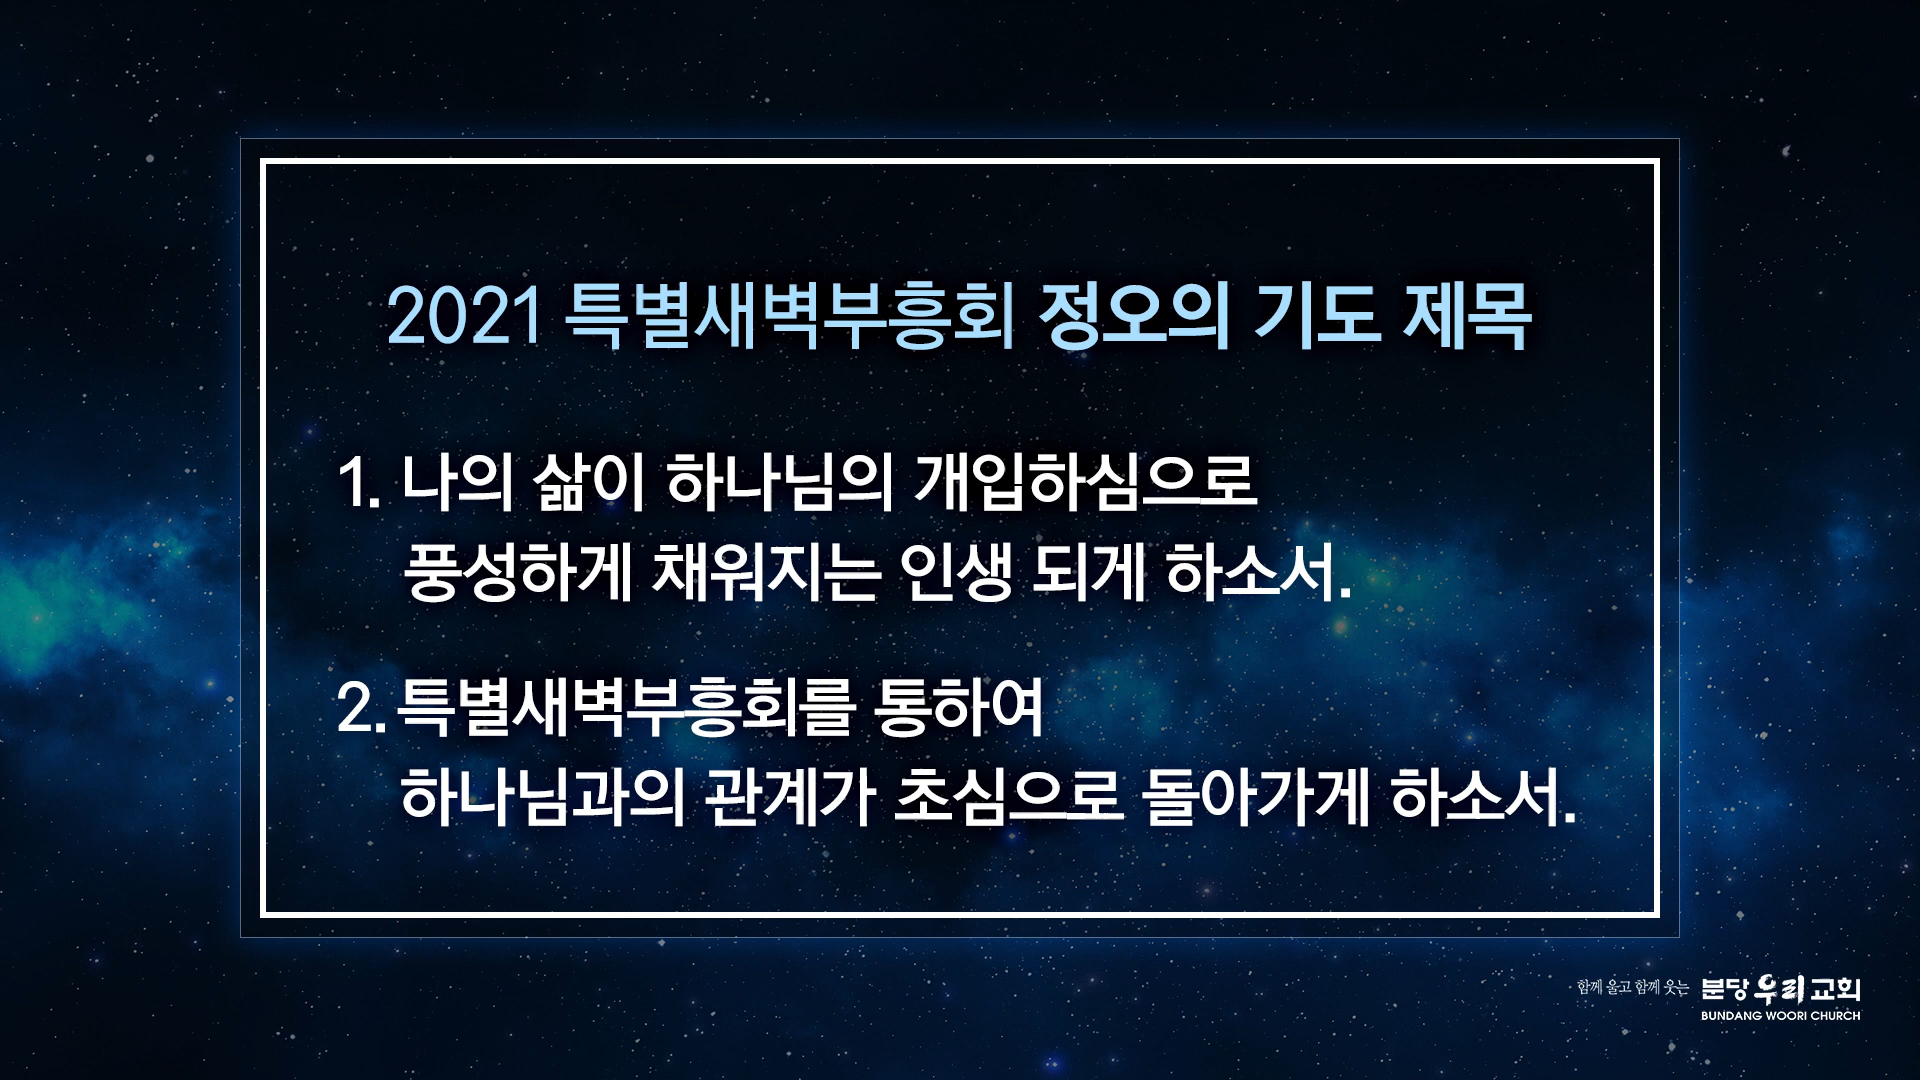 2021 특별새벽부흥회 정오의 기도 제목
1. 나의 삶이 하나님의 개입하심으로
풍성하게 채워지는 인생 되게 하소서.
2. 특별새벽부흥회를 통하여
하나님과의 관계가 초심으로 돌아가게 하소서.
함께 울고 함께 웃는 분당우리교회
BUNDANG WOORI CHURCH